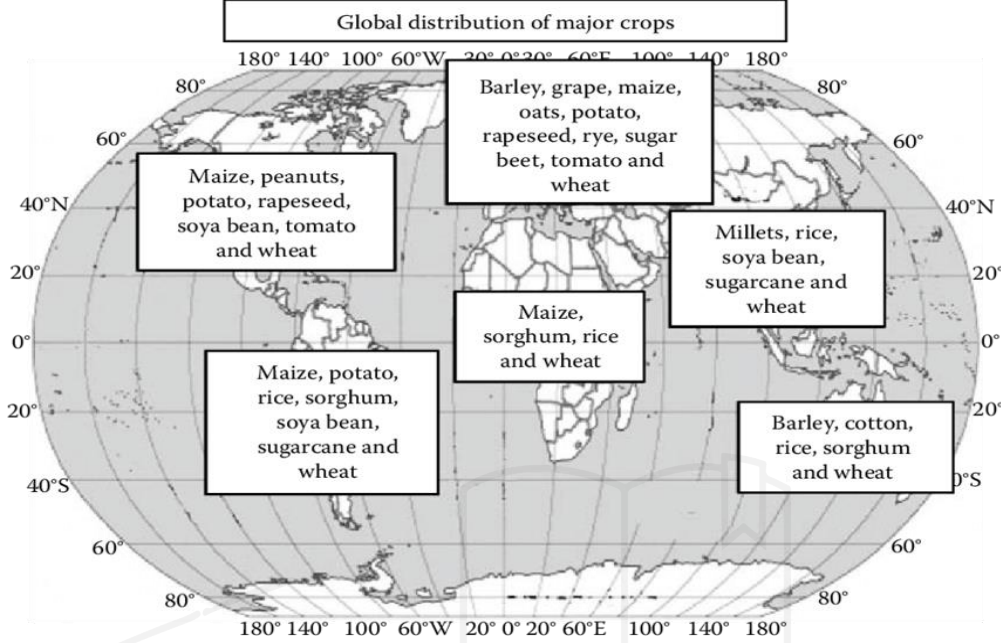 Global distribution of major crops
180° 140° 100° 60°W 20° 0° 20° 60°E 100° 140° 180°
80° 80°
Barley, grape, maize,
oats, potato,
rapeseed, rye, sugar
beet, tomato and
wheat
60° 60°
Maize, peanuts,
potato, rapeseed,
soya bean, tomato
and wheat
40°N 40°N
Millets, rice,
soya bean,
sugarcane and
wheat
20° 20°
Maize,
sorghum, rice
and wheat
0° 0°
Maize, potato,
rice, sorghum,
soya bean,
sugarcane and
wheat
20° 20°
Barley, cotton,
rice, sorghum
and wheat
40°S 0°S
60° 60°
80° 80°
180° 140° 100° 60°W 20° 0° 20° 60°E 100° 140° 180°